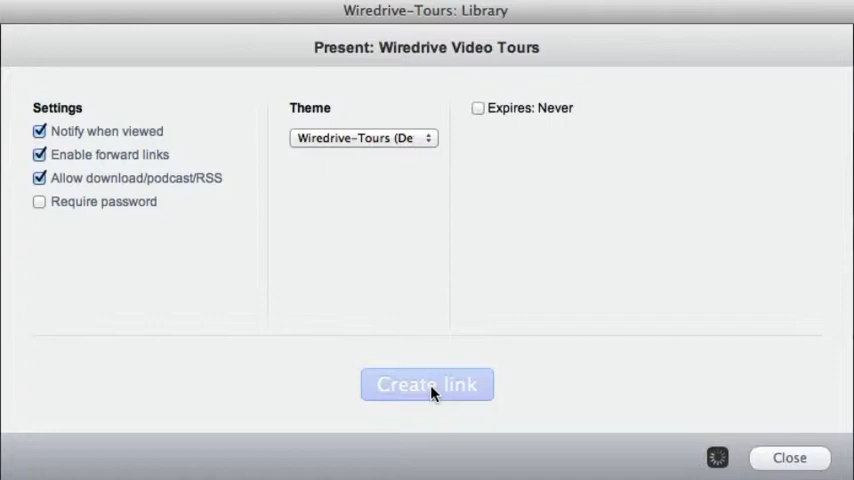 Wiredrive-Tours: Library
Present: Wiredrive Video Tours
Settings
Notify when viewed
Enable forward links
Allow download/podcast/RSS
Require password
Theme
Wiredrive-Tours (De
Expires: Never
Create link
Close